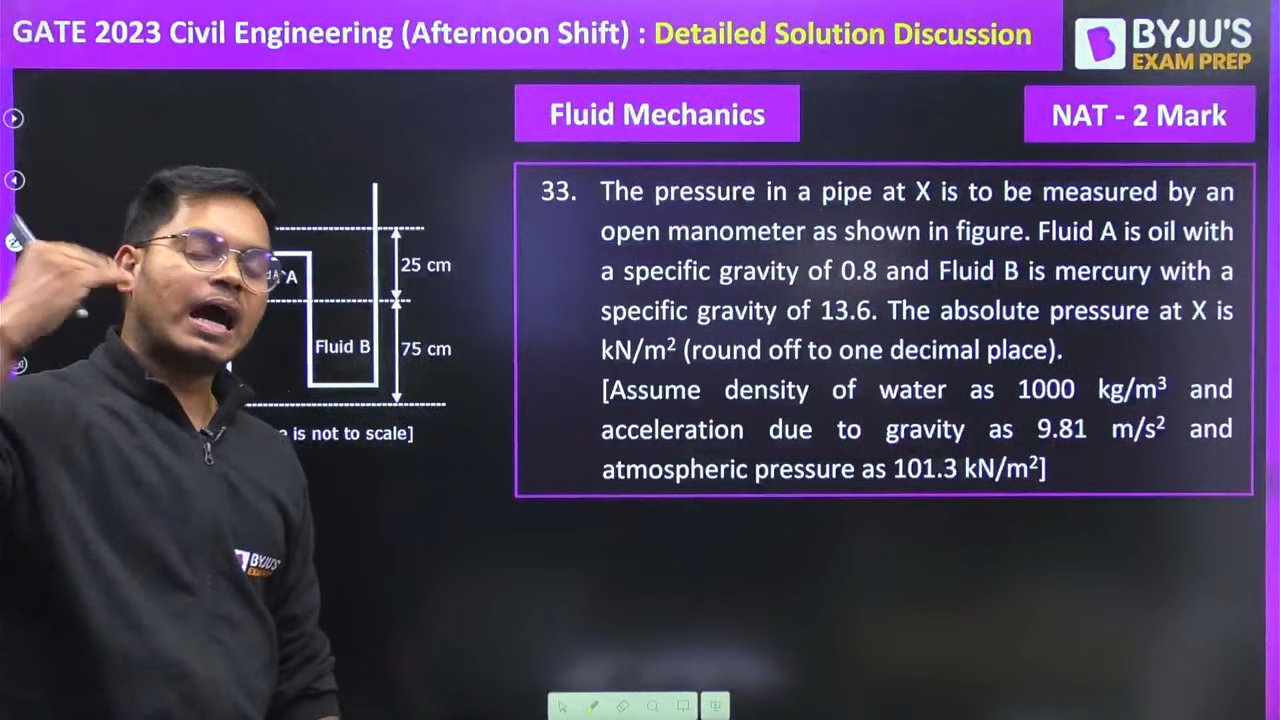 GATE 2023 Civil Engineering (Afternoon Shift) : Detailed Solution Discussion
BYJU'S
EXAM PREP
Fluid Mechanics
NAT - 2 Mark
A
25 cm
Fluid B
75 cm
is not to scale]
33. The pressure in a pipe at X is to be measured by an
open manometer as shown in figure. Fluid A is oil with
a specific gravity of 0.8 and Fluid B is mercury with a
specific gravity of 13.6. The absolute pressure at X is
kN/m² (round off to one decimal place).
[Assume density of water as 1000 kg/m³ and
acceleration due to gravity as 9.81 m/s² and
atmospheric pressure as 101.3 kN/m²]
BYJU'S
EXAM PREP